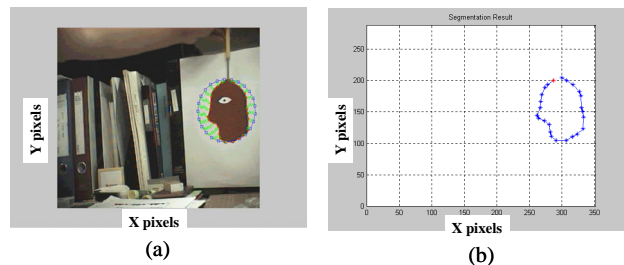 Y pixels
X pixels
(a)
Segmentation Result
250
200
150
100
50
0
0 50 100 150 200 250 300 350
Y pixels
X pixels
(b)